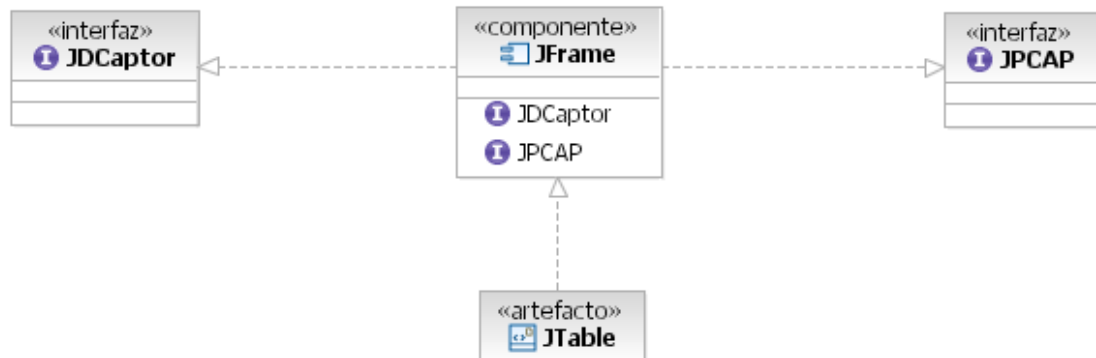 «interfaz»
JDCaptor
«componente»
JFrame
JDCaptor
JPCAP
«interfaz»
JPCAP
«artefacto»
JTable